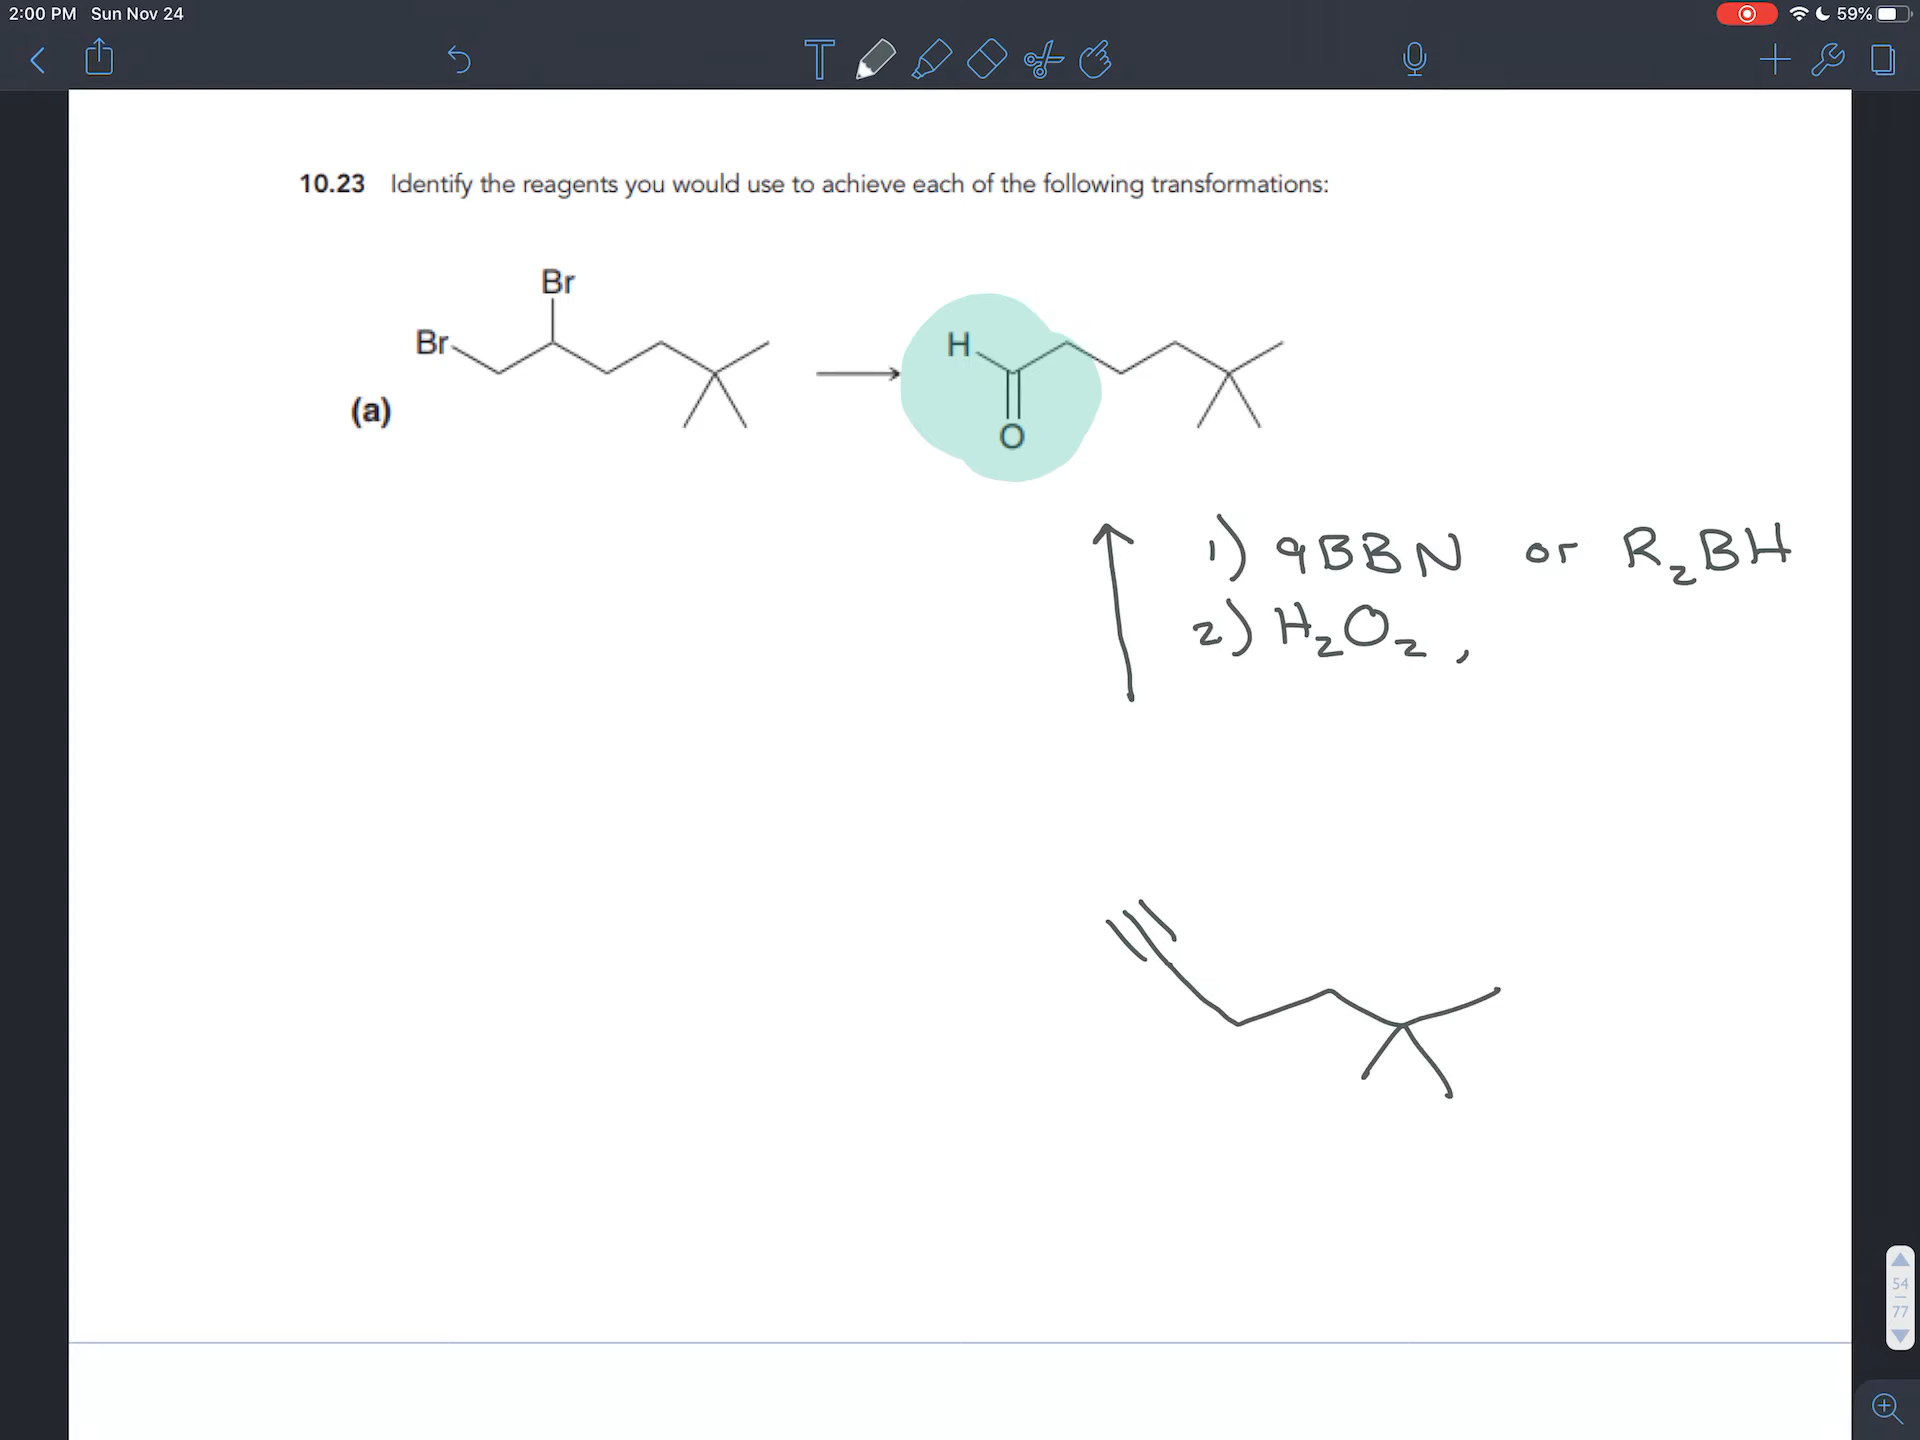 2:00 PM Sun Nov 24
59%
T
10.23 Identify the reagents you would use to achieve each of the following transformations:
Br
Br
H
O
(a)
1) 9BBN or R₂BH
2) H₂O₂ ,
54
77